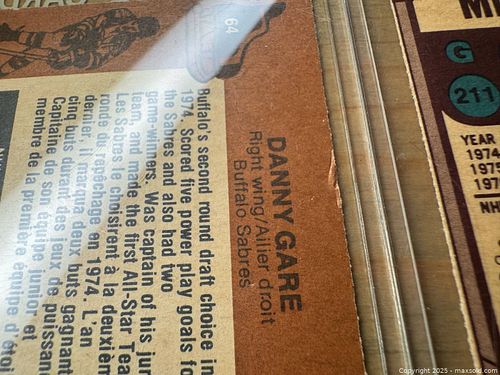 64
DANNY GARE
Right wing/Ailier droit
Buffalo Sabres
Buffalo's second round draft choice in
1974. Scored five power play goals fo
the Sabres and also had two
game-winners. Was captain of his jun
team, and made the first All-Star Tea
Les Sabres le choisirent à la deuxièm
ronde du repêchage en 1974. L'an
dernier, il marqua deux buts gagnant
cinq buts durant des jeux de puissan
Capitaine de son équipe junior et
membre de la première équipe d'étoi
G
211
YEAR
1974
1975
197
NH
Copyright 2025 - maxsold.com